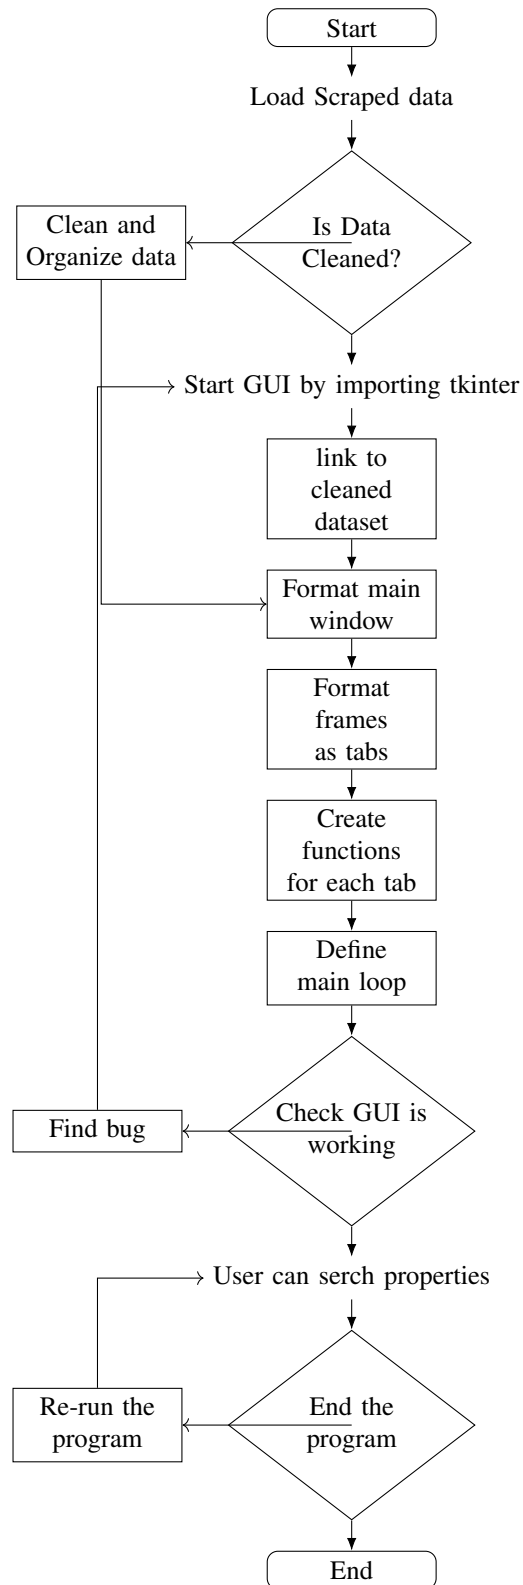 Start
Load Scraped data
Is Data
Cleaned?
Clean and
Organize data
Start GUI by importing tkinter
link to
cleaned
dataset
Format main
window
Format
frames
as tabs
Create
functions
for each tab
Define
main loop
Check GUI is
working
Find bug
User can serch properties
End the
program
Re-run the
program
End